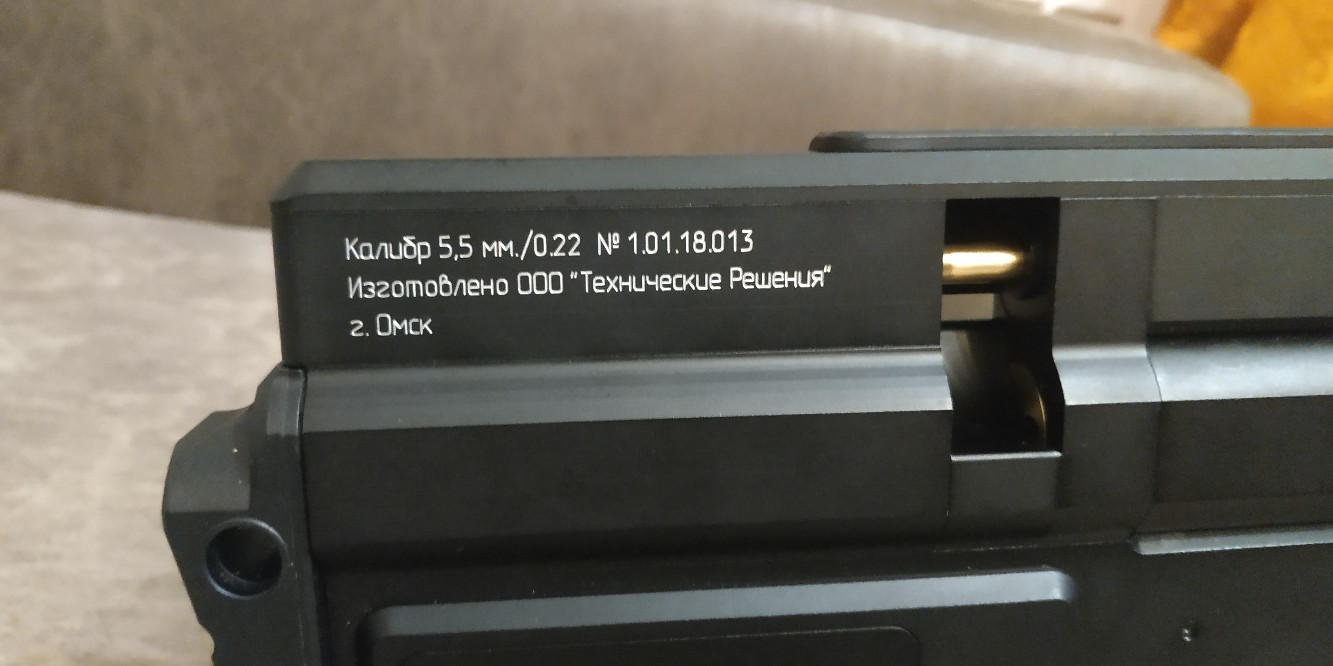 Калибр 5,5 мм./0.22 № 1.01.18.013
Изготовлено ООО "Технические Решения"
г. Омск